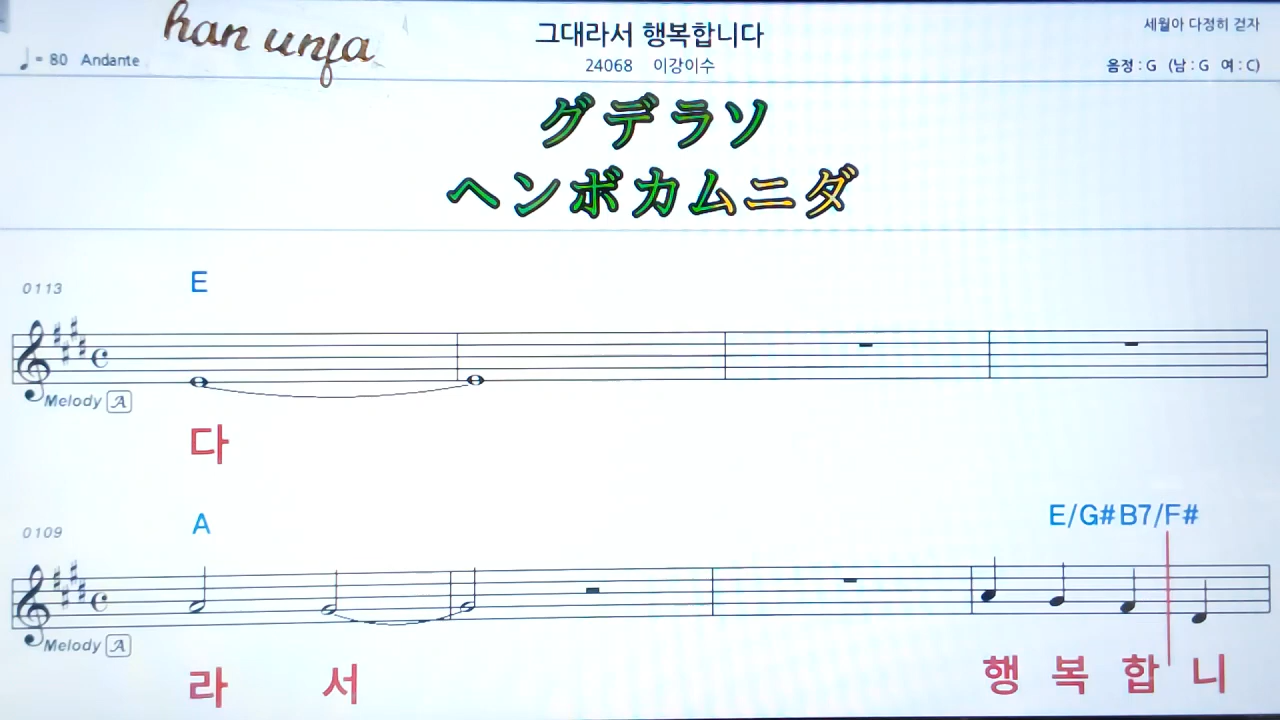 han unja
그대라서 행복합니다
세월아 다정히 걷자
♩ = 80 Andante
24068 이강이수
음정 : G (남 : G 여 : C)
グデラソ
ヘンボカムニダ
E
0113
Melody A
다
A E/G# B7/F#
0109
Melody A
라 서 행 복 합 니